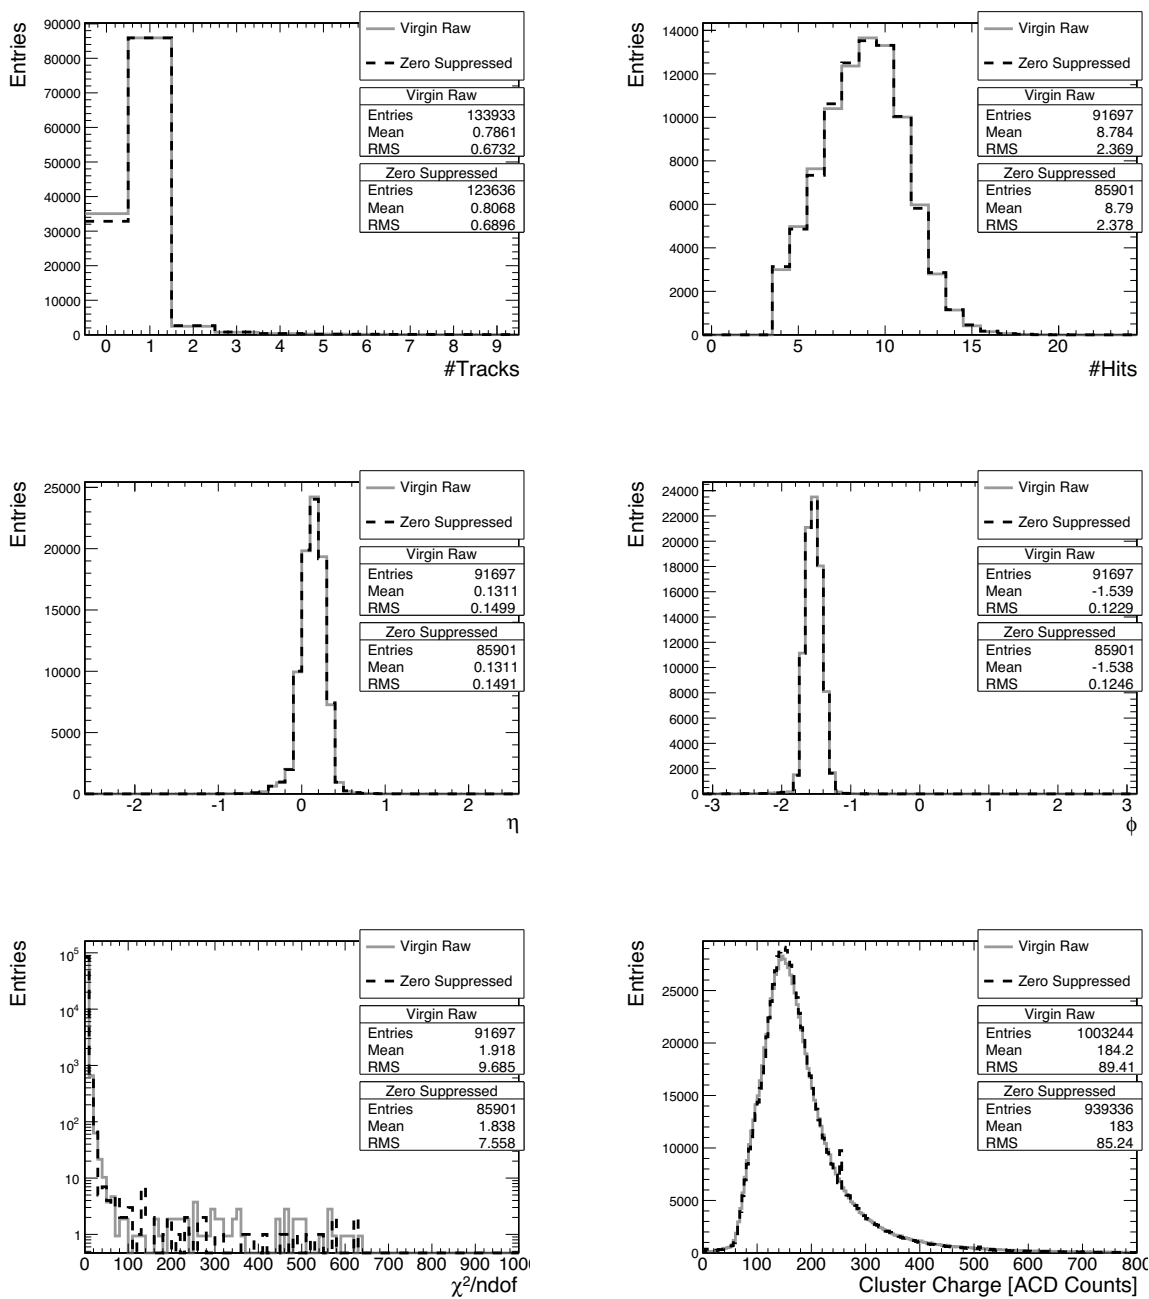 Entries
90000
80000
70000
60000
50000
40000
30000
20000
10000
0
0 1 2 3 4 5 6 7 8 9
#Tracks
Virgin Raw
Zero Suppressed
Virgin Raw
Entries 133933
Mean 0.7861
RMS 0.6732
Zero Suppressed
Entries 123636
Mean 0.8068
RMS 0.6896
Entries
14000
12000
10000
8000
6000
4000
2000
0
0 5 10 15 20
#Hits
Virgin Raw
Zero Suppressed
Virgin Raw
Entries 91697
Mean 8.784
RMS 2.369
Zero Suppressed
Entries 85901
Mean 8.79
RMS 2.378
Entries
25000
20000
15000
10000
5000
0
-2 -1 0 1 2
η
Virgin Raw
Zero Suppressed
Virgin Raw
Entries 91697
Mean 0.1311
RMS 0.1499
Zero Suppressed
Entries 85901
Mean 0.1311
RMS 0.1491
Entries
24000
22000
20000
18000
16000
14000
12000
10000
8000
6000
4000
2000
0
-3 -2 -1 0 1 2 3
ϕ
Virgin Raw
Zero Suppressed
Virgin Raw
Entries 91697
Mean -1.539
RMS 0.1229
Zero Suppressed
Entries 85901
Mean -1.538
RMS 0.1246
Entries
10⁵
10⁴
10³
10²
10
1
0 100 200 300 400 500 600 700 800 900 100
χ²/ndof
Virgin Raw
Zero Suppressed
Virgin Raw
Entries 91697
Mean 1.918
RMS 9.685
Zero Suppressed
Entries 85901
Mean 1.838
RMS 7.558
Entries
25000
20000
15000
10000
5000
0
0 100 200 300 400 500 600 700 800
Cluster Charge [ACD Counts]
Virgin Raw
Zero Suppressed
Virgin Raw
Entries 1003244
Mean 184.2
RMS 89.41
Zero Suppressed
Entries 939336
Mean 183
RMS 85.24